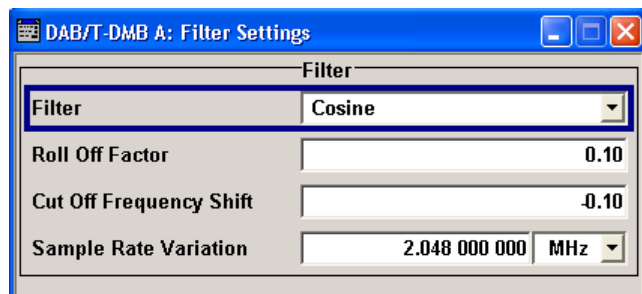 DAB/T-DMB A: Filter Settings
Filter
Filter Cosine
Roll Off Factor 0.10
Cut Off Frequency Shift -0.10
Sample Rate Variation 2.048 000 000 MHz